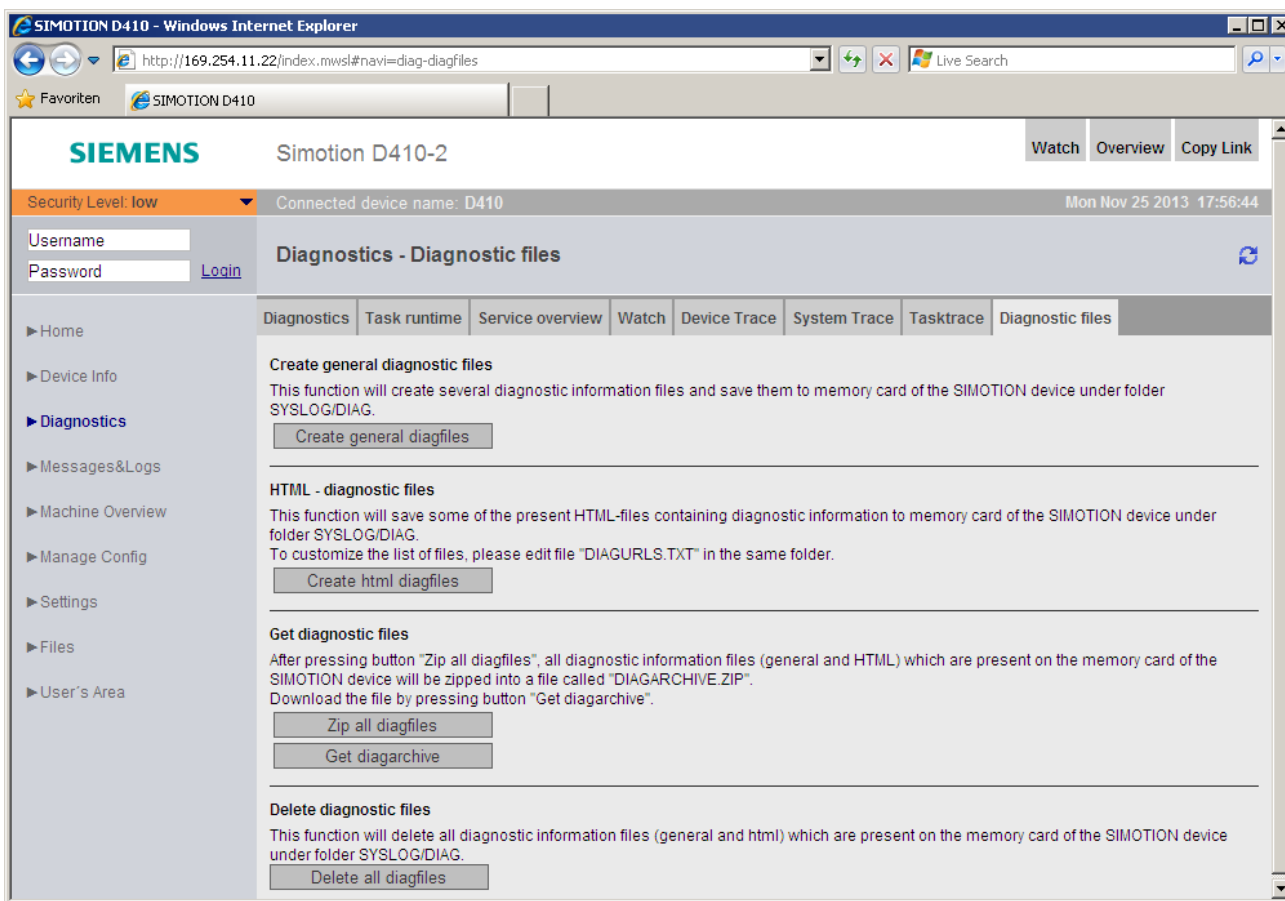 SIMOTION D410 - Windows Internet Explorer
http://169.254.11.22/index.mwsl#navi=diag-diagfiles
Live Search
Favoriten
SIMOTION D410
SIEMENS
Simotion D410-2
Watch
Overview
Copy Link
Security Level: low
Connected device name: D410
Mon Nov 25 2013 17:56:44
Username
Password
Login
Diagnostics - Diagnostic files
Home
Device Info
Diagnostics
Messages&Logs
Machine Overview
Manage Config
Settings
Files
User's Area
Diagnostics
Task runtime
Service overview
Watch
Device Trace
System Trace
Tasktrace
Diagnostic files
Create general diagnostic files
This function will create several diagnostic information files and save them to memory card of the SIMOTION device under folder
SYSLOG/DIAG.
Create general diagfiles
HTML - diagnostic files
This function will save some of the present HTML-files containing diagnostic information to memory card of the SIMOTION device under
folder SYSLOG/DIAG.
To customize the list of files, please edit file "DIAGURLS.TXT" in the same folder.
Create html diagfiles
Get diagnostic files
After pressing button "Zip all diagfiles", all diagnostic information files (general and HTML) which are present on the memory card of the
SIMOTION device will be zipped into a file called "DIAGARCHIVE.ZIP".
Download the file by pressing button "Get diagarchive".
Zip all diagfiles
Get diagarchive
Delete diagnostic files
This function will delete all diagnostic information files (general and html) which are present on the memory card of the SIMOTION device
under folder SYSLOG/DIAG.
Delete all diagfiles